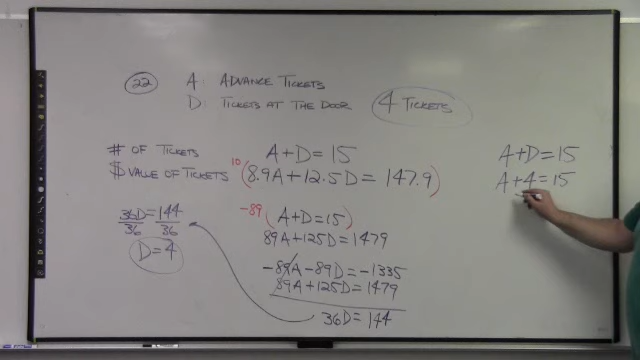 22 A: ADVANCE TICKETS
D: TICKETS AT THE DOOR
4 TICKETS
# OF TICKETS A+D=15
$ VALUE OF TICKETS 10(8.9A+12.5D=147.9)
-89(A+D=15)
89A+125D=1479
-89A-89D=-1335
89A+125D=1479
36D=144
36D=144
36 36
D=4
A+D=15
A+4=15